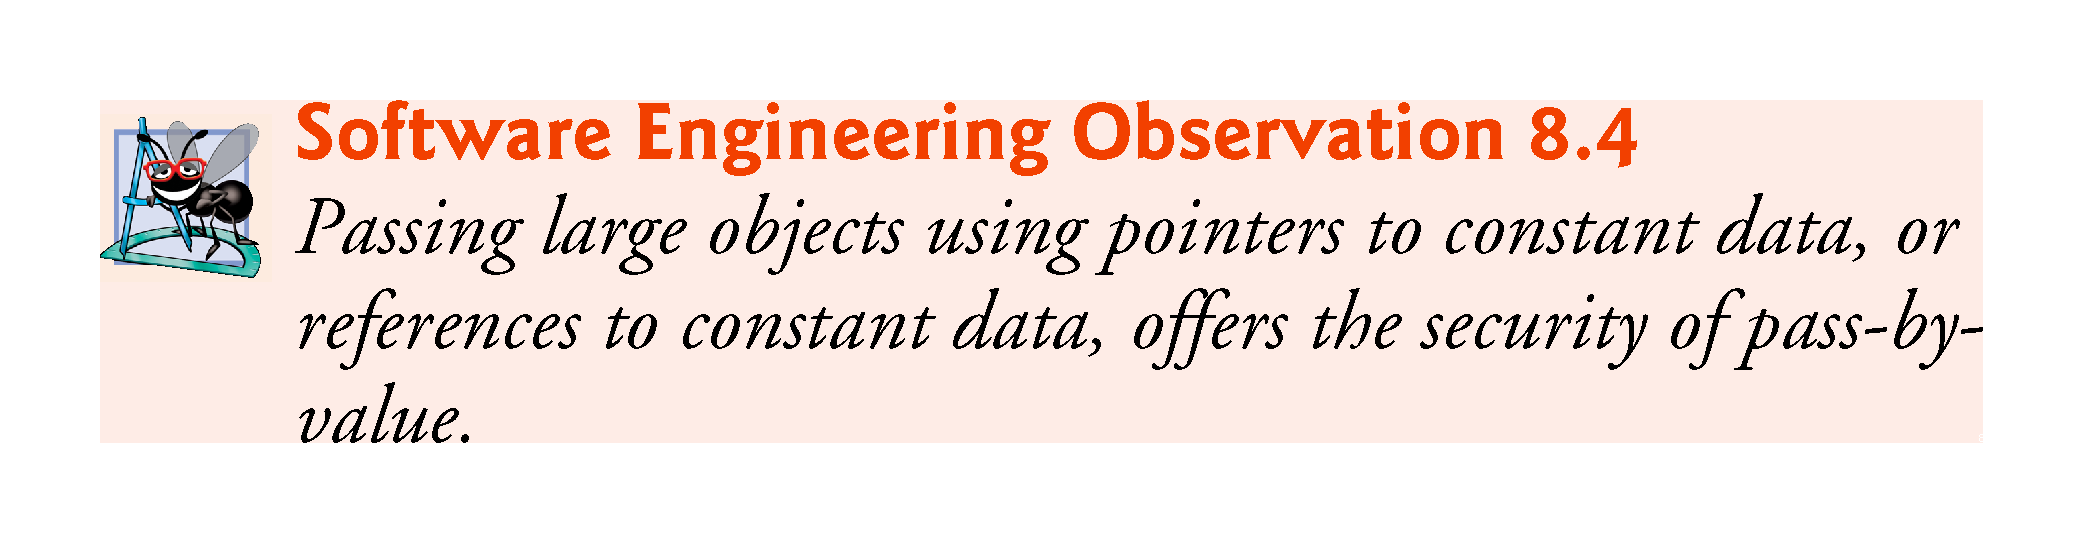 Software Engineering Observation 8.4
Passing large objects using pointers to constant data, or
references to constant data, offers the security of pass-by-
value.